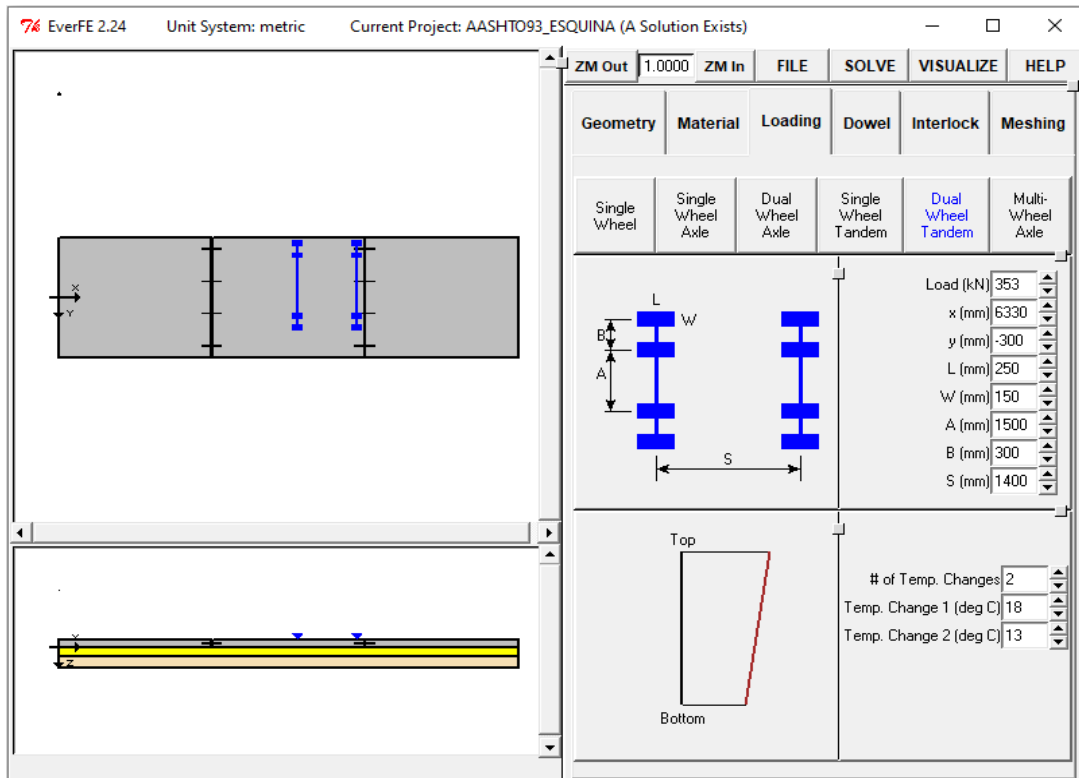 EverFE 2.24 Unit System: metric Current Project: AASHTO93_ESQUINA (A Solution Exists)
ZM Out 1.0000 ZM In FILE SOLVE VISUALIZE HELP
Geometry Material Loading Dowel Interlock Meshing
Single Wheel
Single Wheel Axle
Dual Wheel Axle
Single Wheel Tandem
Dual Wheel Tandem
Multi-Wheel Axle
X
Y
L
W
B
A
S
Load (kN) 353
x (mm) 6330
y (mm) -300
L (mm) 250
W (mm) 150
A (mm) 1500
B (mm) 300
S (mm) 1400
X
Z
Top
Bottom
# of Temp. Changes 2
Temp. Change 1 (deg C) 18
Temp. Change 2 (deg C) 13